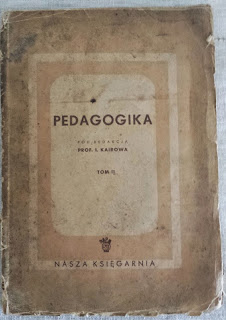 PEDAGOGIKA
POD REDAKCJĄ
PROF. I. KAIROWA
TOM II
NASZA KSIĘGARNIA